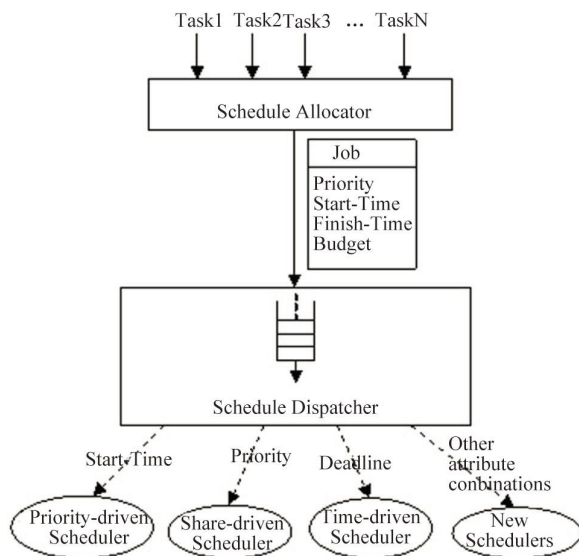 Task1 Task2 Task3 ... TaskN
Schedule Allocator
Job
Priority
Start-Time
Finish-Time
Budget
Schedule Dispatcher
Start-Time
Priority
Deadline
Other
attribute
combinations
Priority-driven
Scheduler
Share-driven
Scheduler
Time-driven
Scheduler
New
Schedulers